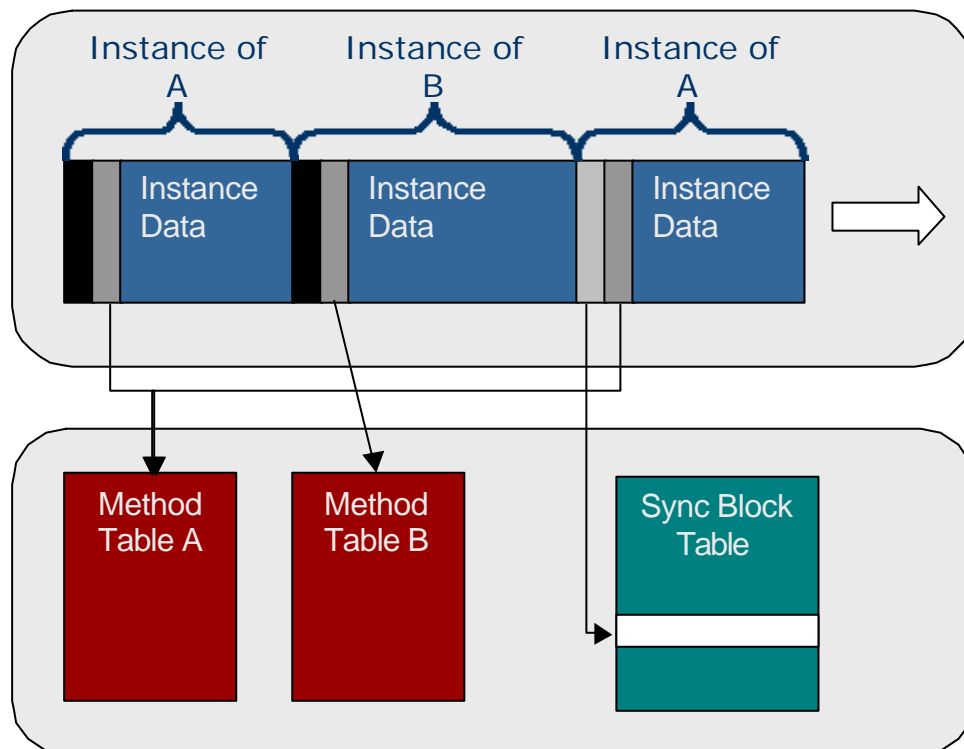 Instance of
A
Instance of
B
Instance of
A
Instance
Data
Instance
Data
Instance
Data
Method
Table A
Method
Table B
Sync Block
Table